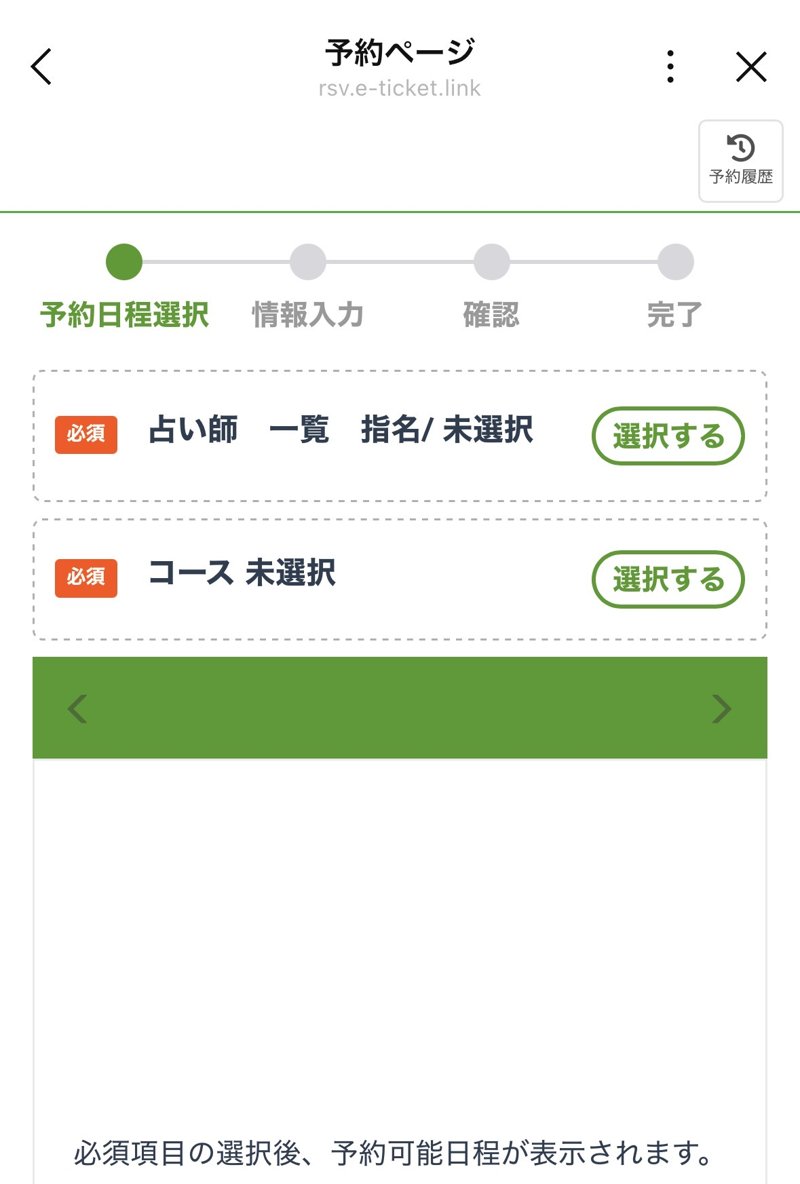 予約ページ
rsv.e-ticket.link
予約履歴
予約日程選択 情報入力 確認 完了
必須 占い師　一覧　指名/ 未選択 選択する
必須 コース 未選択 選択する
必須項目の選択後、予約可能日程が表示されます。